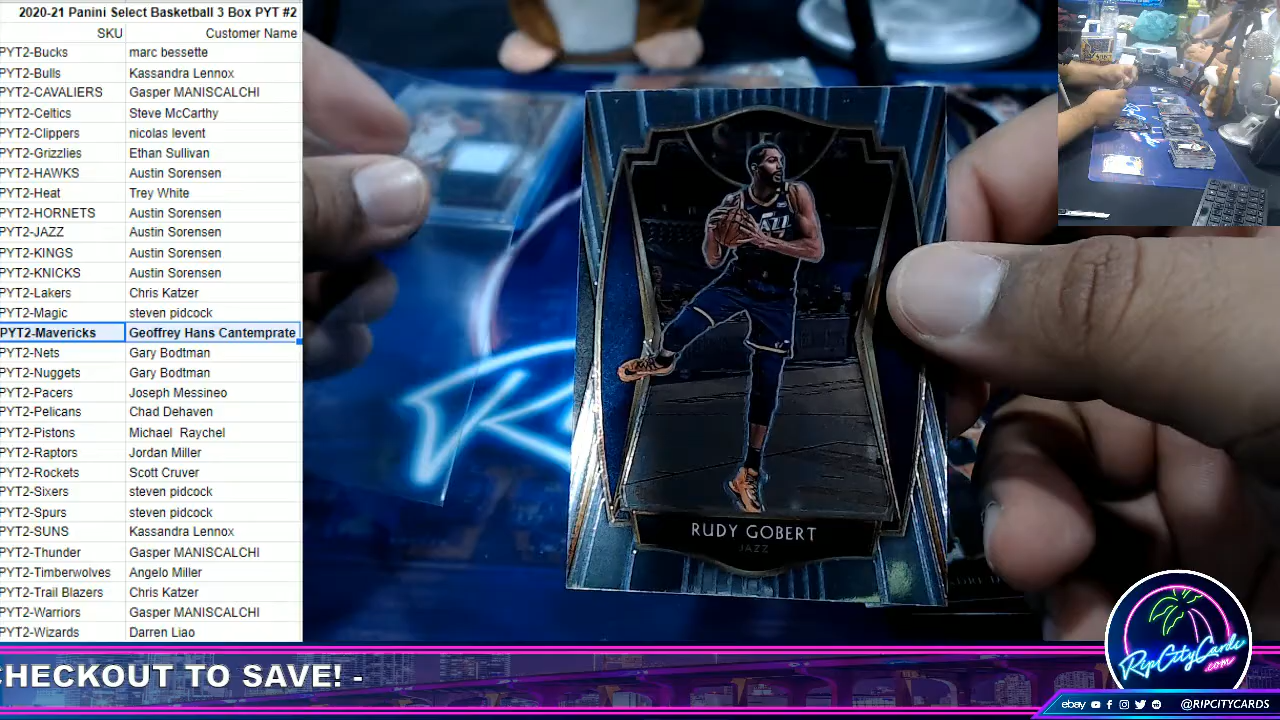 2020-21 Panini Select Basketball 3 Box PYT #2
SKU Customer Name
PYT2-Bucks marc bessette
PYT2-Bulls Kassandra Lennox
PYT2-CAVALIERS Gasper MANISCALCHI
PYT2-Celtics Steve McCarthy
PYT2-Clippers nicolas levent
PYT2-Grizzlies Ethan Sullivan
PYT2-HAWKS Austin Sorensen
PYT2-Heat Trey White
PYT2-HORNETS Austin Sorensen
PYT2-JAZZ Austin Sorensen
PYT2-KINGS Austin Sorensen
PYT2-KNICKS Austin Sorensen
PYT2-Lakers Chris Katzer
PYT2-Magic steven pidcock
PYT2-Mavericks Geoffrey Hans Cantemprate
PYT2-Nets Gary Bodtman
PYT2-Nuggets Gary Bodtman
PYT2-Pacers Joseph Messineo
PYT2-Pelicans Chad Dehaven
PYT2-Pistons Michael Raychel
PYT2-Raptors Jordan Miller
PYT2-Rockets Scott Cruver
PYT2-Sixers steven pidcock
PYT2-Spurs steven pidcock
PYT2-SUNS Kassandra Lennox
PYT2-Thunder Gasper MANISCALCHI
PYT2-Timberwolves Angelo Miller
PYT2-Trail Blazers Chris Katzer
PYT2-Warriors Gasper MANISCALCHI
PYT2-Wizards Darren Liao
SELECT
JAZZ
RUDY GOBERT
JAZZ
CHECKOUT TO SAVE! -
RipCityCards
.com
ebay @RIPCITYCARDS